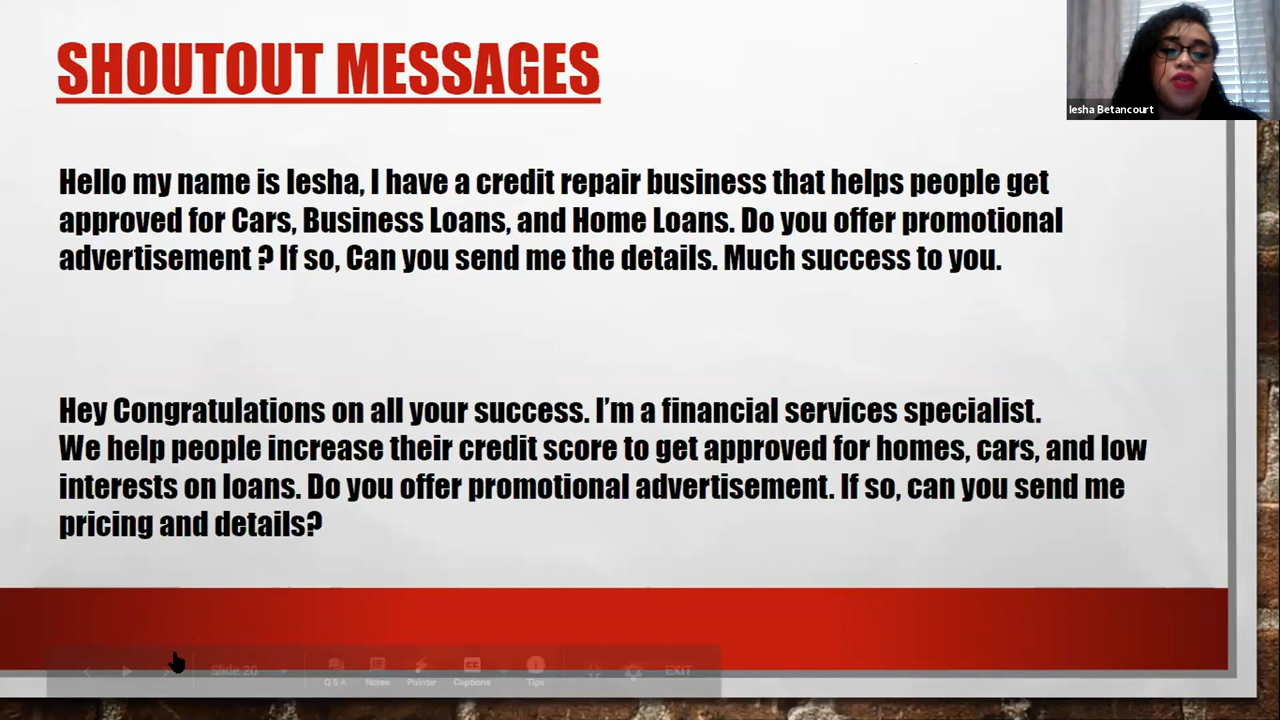 SHOUTOUT MESSAGES
Iesha Betancourt
Hello my name is Iesha, I have a credit repair business that helps people get
approved for Cars, Business Loans, and Home Loans. Do you offer promotional
advertisement ? If so, Can you send me the details. Much success to you.
Hey Congratulations on all your success. I’m a financial services specialist.
We help people increase their credit score to get approved for homes, cars, and low
interests on loans. Do you offer promotional advertisement. If so, can you send me
pricing and details?
Slide 20
Q & A Notes Pointer Captions Tips
EXIT